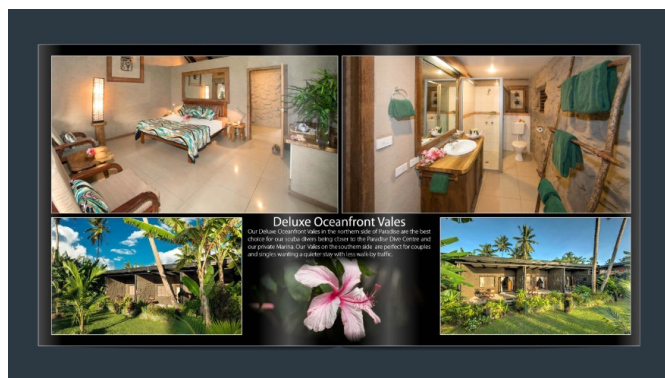 Deluxe Oceanfront Vales
Our Deluxe Oceanfront Vales in the northern side of Paradise are the best
choice for our scuba divers being closer to the Paradise Dive Centre and
our private Marina. Our Vales on the southern side are perfect for couples
and singles wanting a quieter stay with less walk-by traffic.